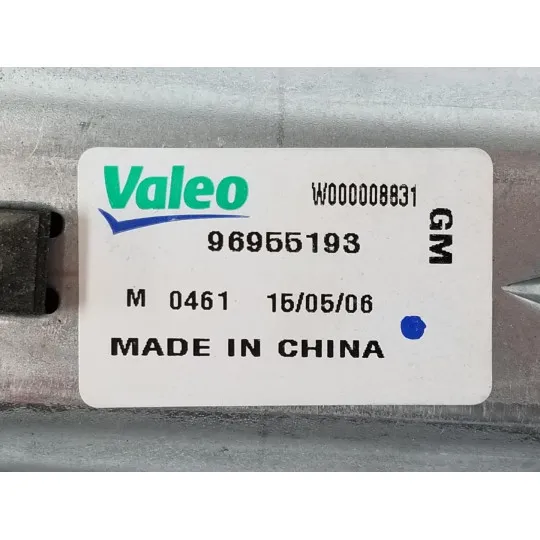 Valeo W000008831
GM
96955193
M 0461 15/05/06
MADE IN CHINA